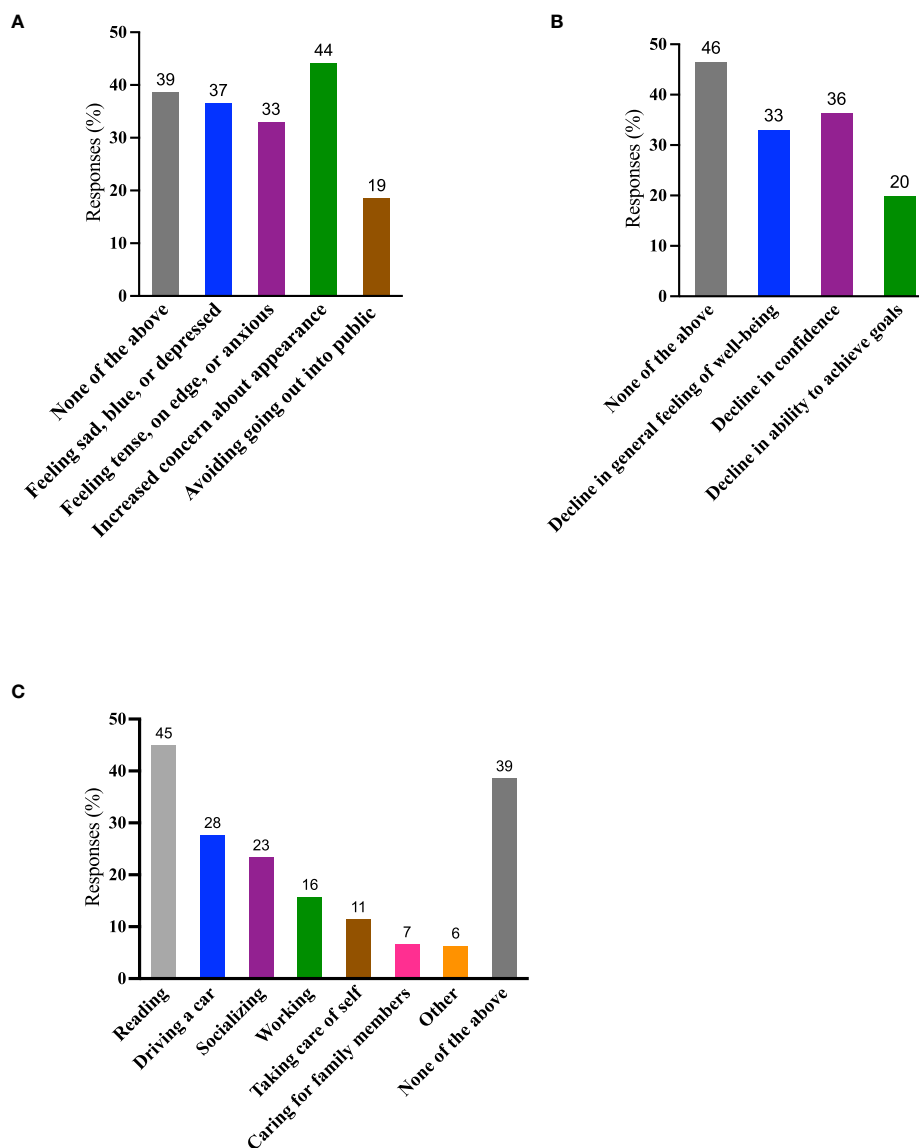 A
Responses (%)
50
40
30
20
10
0
39
37
33
44
19
None of the above
Feeling sad, blue, or depressed
Feeling tense, on edge, or anxious
Increased concern about appearance
Avoiding going out into public
B
Responses (%)
50
40
30
20
10
0
46
33
36
20
None of the above
Decline in general feeling of well-being
Decline in confidence
Decline in ability to achieve goals
C
Responses (%)
50
40
30
20
10
0
45
28
23
16
11
7
6
39
Reading
Driving a car
Socializing
Working
Taking care of self
Caring for family members
Other
None of the above